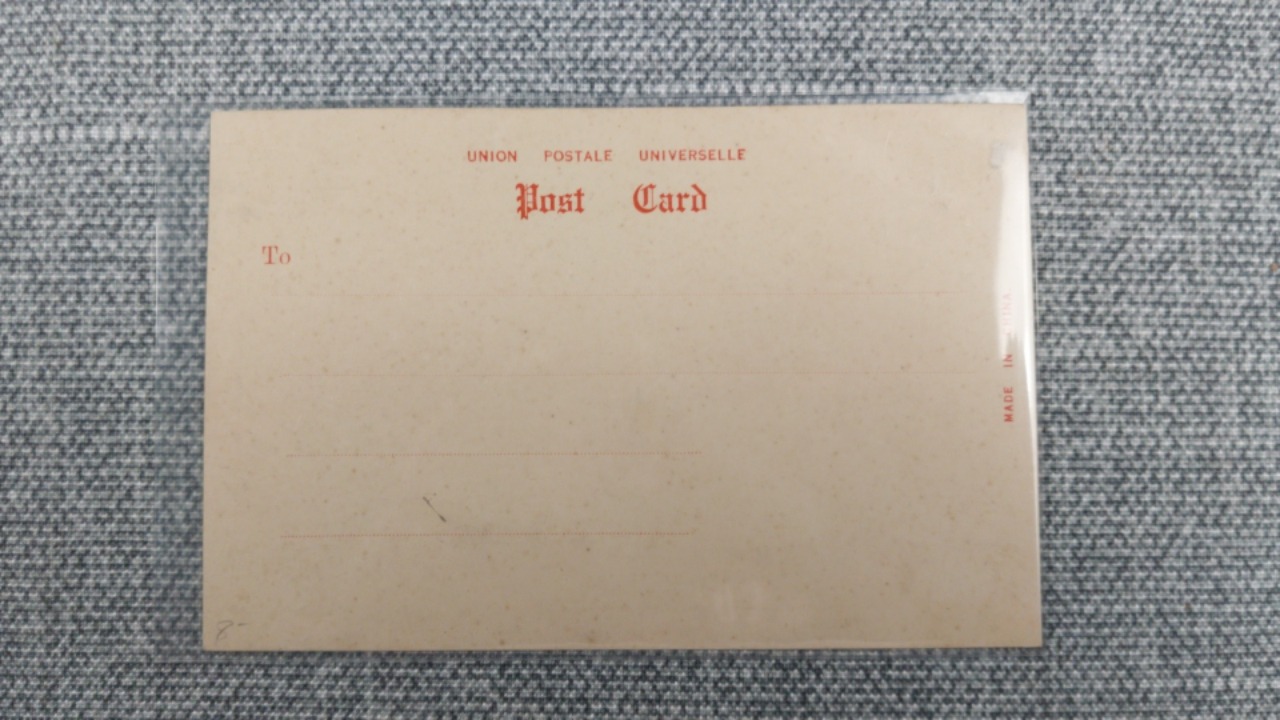 UNION POSTALE UNIVERSELLE
Post Card
To
MADE IN CHINA.